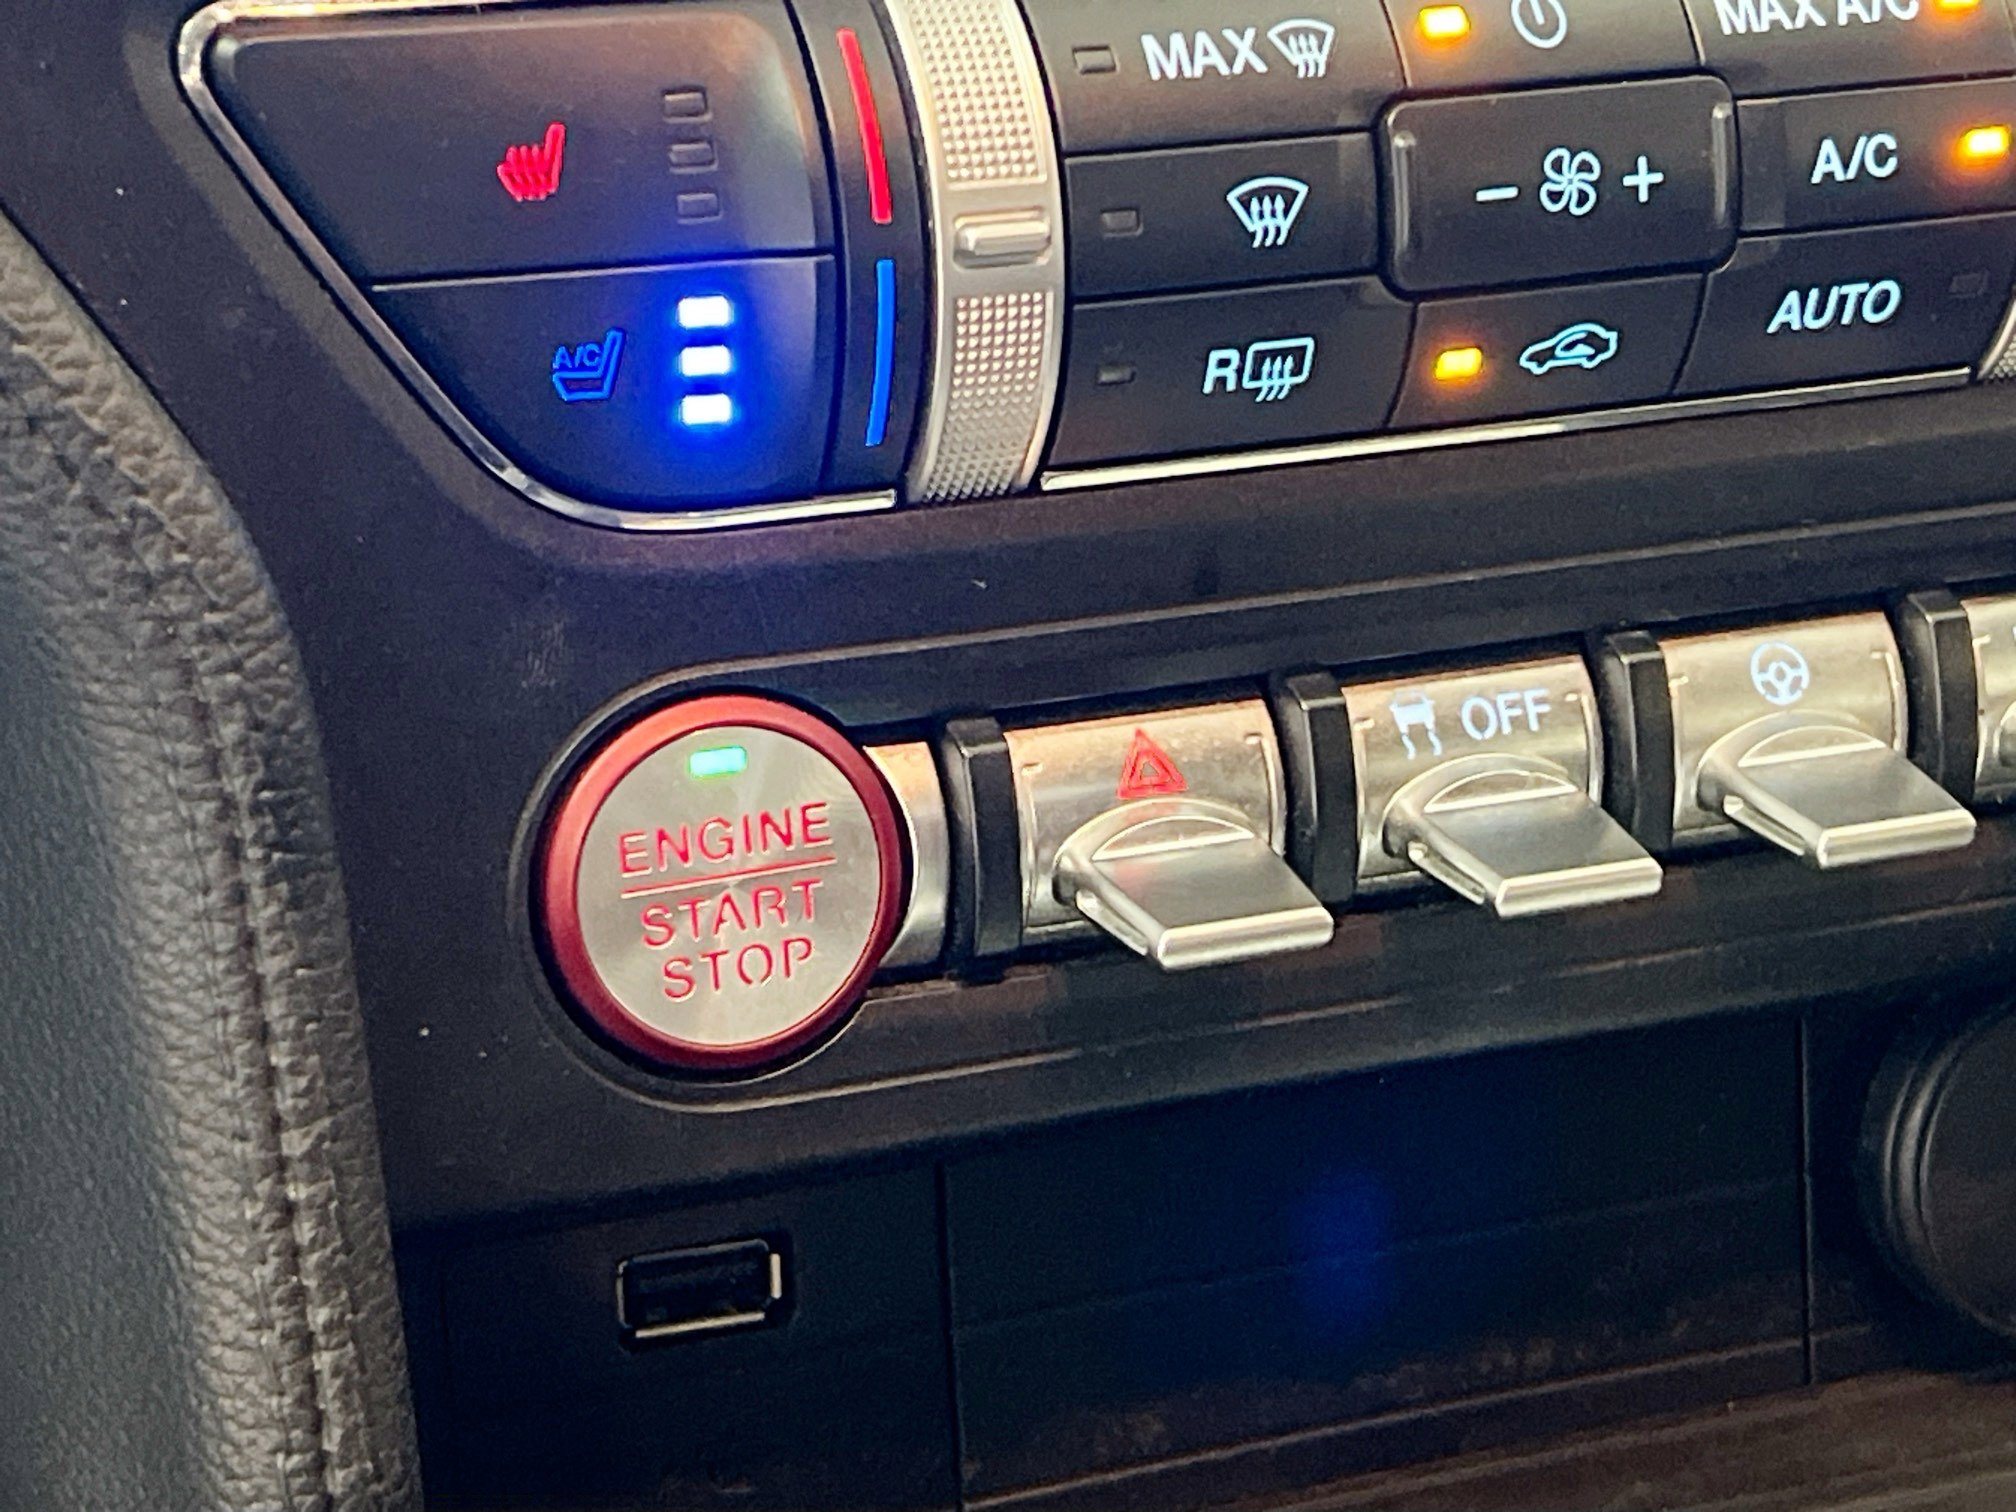 MAX
MAX A/C
A/C
A/C
R
AUTO
OFF
ENGINE
START
STOP